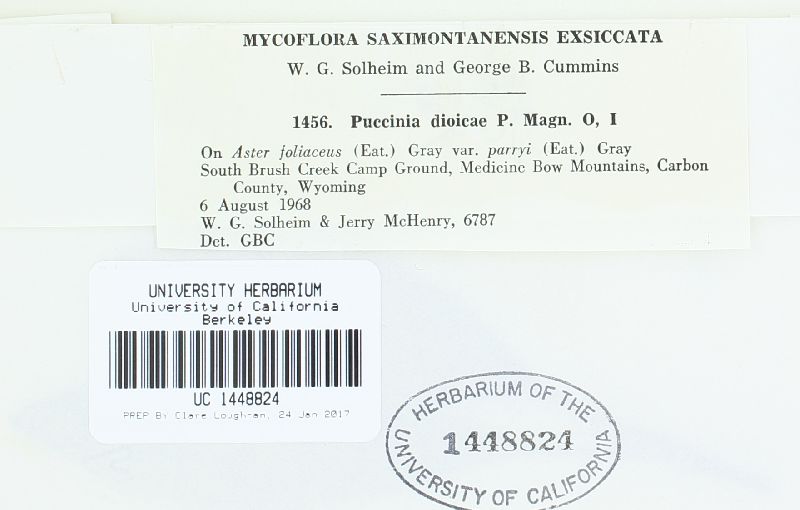 MYCOFLORA SAXIMONTANENSIS EXSICCATA
W. G. Solheim and George B. Cummins
1456. Puccinia dioicae P. Magn. O, I
On Aster foliaceus (Eat.) Gray var. parryi (Eat.) Gray
South Brush Creek Camp Ground, Medicine Bow Mountains, Carbon
County, Wyoming
6 August 1968
W. G. Solheim & Jerry McHenry, 6787
Det. GBC
UNIVERSITY HERBARIUM
University of California
Berkeley
UC 1448824
PREP By Clare Loughran, 24 Jan 2017
HERBARIUM OF THE
1448824
UNIVERSITY OF CALIFORNIA